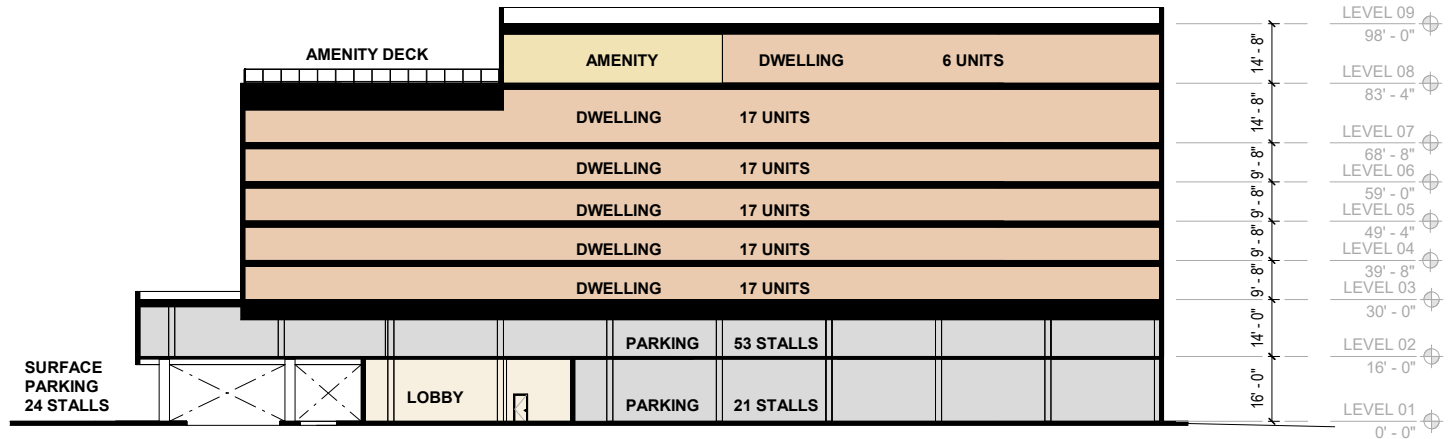 LEVEL 09
98' - 0"
AMENITY DECK
AMENITY DWELLING 6 UNITS
14' - 8"
LEVEL 08
83' - 4"
DWELLING 17 UNITS
14' - 8"
LEVEL 07
68' - 8"
DWELLING 17 UNITS
9' - 8"
LEVEL 06
59' - 0"
DWELLING 17 UNITS
9' - 8"
LEVEL 05
49' - 4"
DWELLING 17 UNITS
9' - 8"
LEVEL 04
39' - 8"
DWELLING 17 UNITS
9' - 8"
LEVEL 03
30' - 0"
PARKING 53 STALLS
14' - 0"
LEVEL 02
16' - 0"
SURFACE
PARKING
24 STALLS
LOBBY
PARKING 21 STALLS
16' - 0"
LEVEL 01
0' - 0"